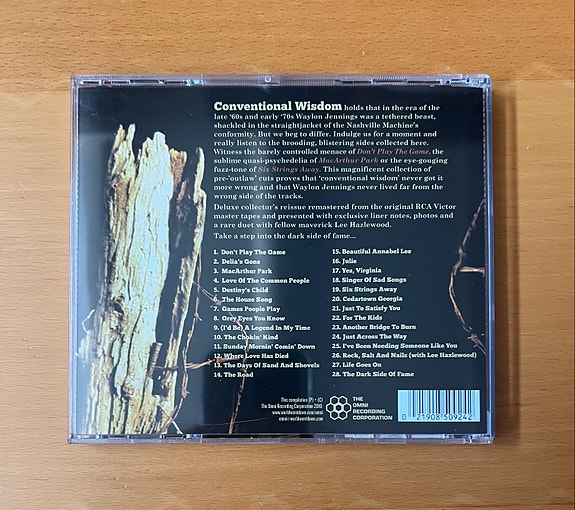 Conventional Wisdom holds that in the era of the
late '60s and early '70s Waylon Jennings was a tethered beast,
shackled in the straightjacket of the Nashville Machine's
conformity. But we beg to differ. Indulge us for a moment and
really listen to the brooding, blistering sides collected here.
Witness the barely controlled menace of Don't Play The Game, the
sublime quasi-psychedelia of MacArthur Park or the eye-gouging
fuzz-tone of Six Strings Away. This magnificent collection of
pre-'outlaw' cuts proves that 'conventional wisdom' never got it
more wrong and that Waylon Jennings never lived far from the
wrong side of the tracks.
Deluxe collector's reissue remastered from the original RCA Victor
master tapes and presented with exclusive liner notes, photos and
a rare duet with fellow maverick Lee Hazlewood.
Take a step into the dark side of fame...
1. Don't Play The Game
2. Delia's Gone
3. MacArthur Park
4. Love Of The Common People
5. Destiny's Child
6. The House Song
7. Games People Play
8. Grey Eyes You Know
9. (I'd Be) A Legend In My Time
10. The Chokin' Kind
11. Sunday Mornin' Comin' Down
12. Where Love Has Died
13. The Days Of Sand And Shovels
14. The Road
15. Beautiful Annabel Lee
16. Julie
17. Yes, Virginia
18. Singer Of Sad Songs
19. Six Strings Away
20. Cedartown Georgia
21. Just To Satisfy You
22. For The Kids
23. Another Bridge To Burn
24. Just Across The Way
25. I've Been Needing Someone Like You
26. Rock, Salt And Nails (with Lee Hazlewood)
27. Life Goes On
28. The Dark Side Of Fame
This compilation (P) + (C)
The Omni Recording Corporation 2010
THE
OMNI
RECORDING
CORPORATION
0 21908 50924 2